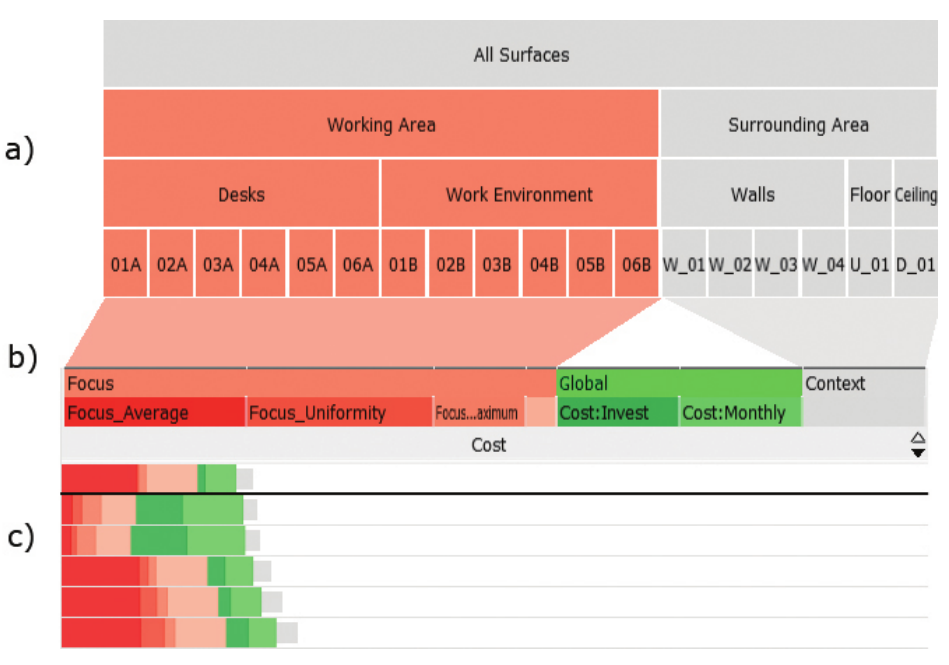 All Surfaces
a)
Working Area Surrounding Area
Desks Work Environment Walls Floor Ceiling
01A 02A 03A 04A 05A 06A 01B 02B 03B 04B 05B 06B W_01 W_02 W_03 W_04 U_01 D_01
b)
Focus Global Context
Focus_Average Focus_Uniformity Focus...aximum Cost:Invest Cost:Monthly
Cost
c)